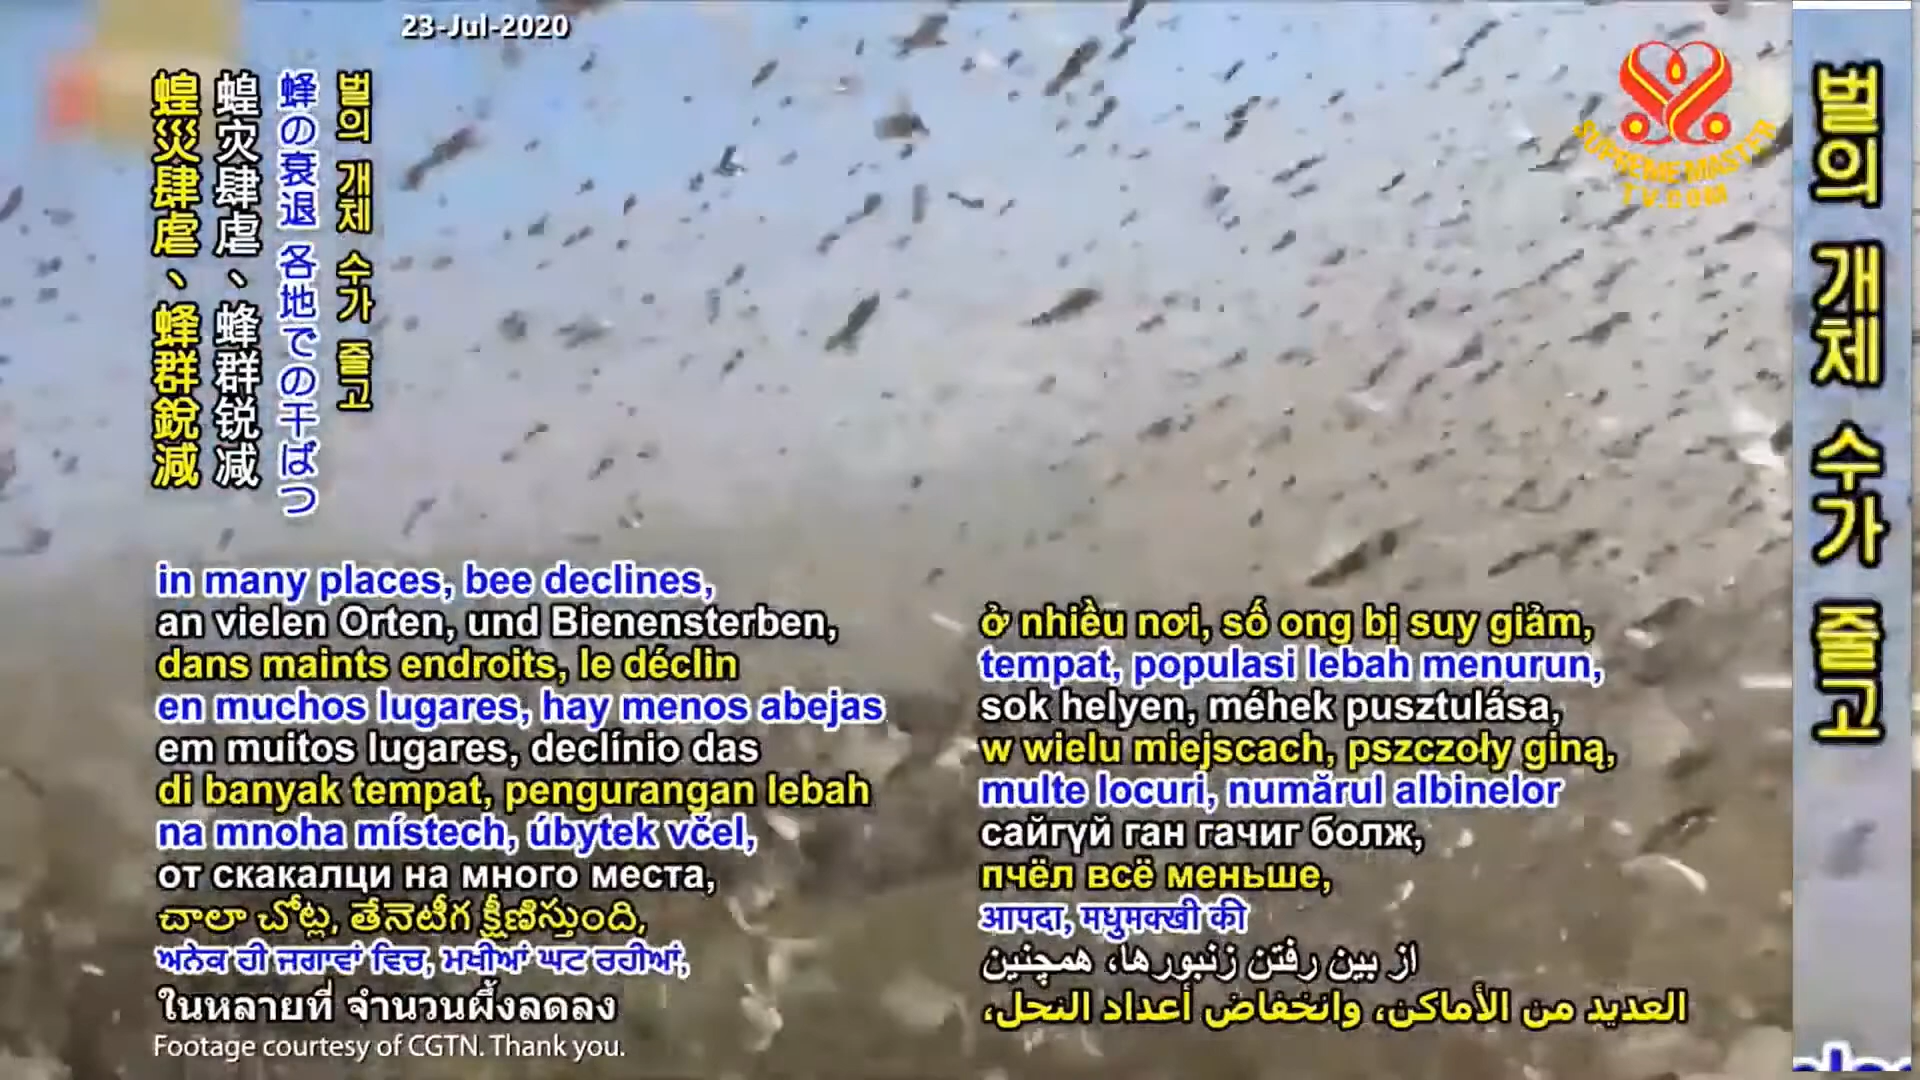 23-Jul-2020
SUPREMEMASTER
TV.COM
벌의 개체 수가 줄고
蜂の衰退 各地での干ばつ
蝗灾肆虐、蜂群锐减
蝗災肆虐、蜂群銳減
벌의 개체 수가 줄고
in many places, bee declines,
an vielen Orten, und Bienensterben,
dans maints endroits, le déclin
en muchos lugares, hay menos abejas
em muitos lugares, declínio das
di banyak tempat, pengurangan lebah
na mnoha místech, úbytek včel,
от скакалци на много места,
చాలా చోట్ల, తేనెటీగ క్షీణిస్తుంది,
ਅਨੇਕ ਹੀ ਜਗਾਵਾਂ ਵਿਚ, ਮਖੀਆਂ ਘਟ ਰਹੀਆਂ,
ในหลายที่ จำนวนผึ้งลดลง
ở nhiều nơi, số ong bị suy giảm,
tempat, populasi lebah menurun,
sok helyen, méhek pusztulása,
w wielu miejscach, pszczoły giną,
multe locuri, numărul albinelor
сайгүй ган гачиг болж,
пчёл всё меньше,
आपदा, मधुमक्खी की
از بین رفتن زنبورها، همچنین
العديد من الأماكن، وانخفاض أعداد النحل،
Footage courtesy of CGTN. Thank you.